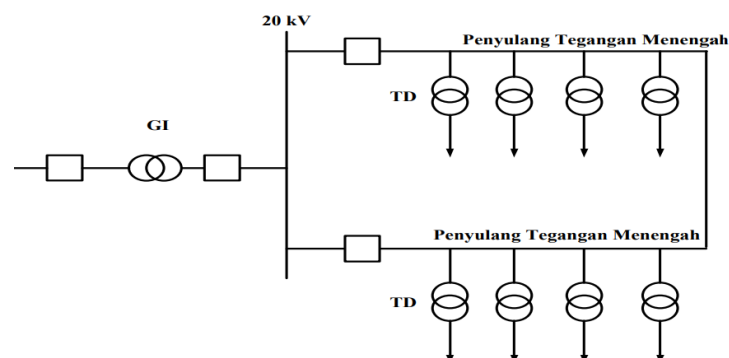 20 kV
Penyulang Tegangan Menengah
TD
GI
Penyulang Tegangan Menengah
TD